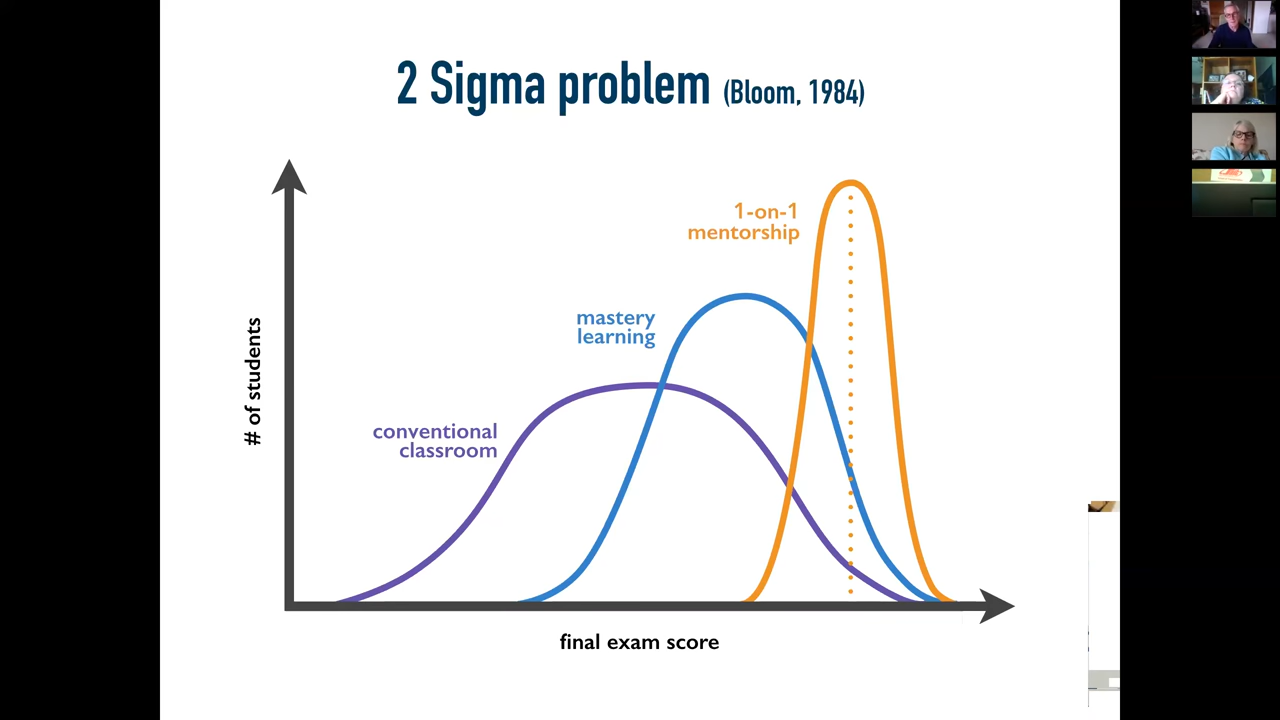 2 Sigma problem (Bloom, 1984)
1-on-1
mentorship
mastery
learning
conventional
classroom
# of students
final exam score